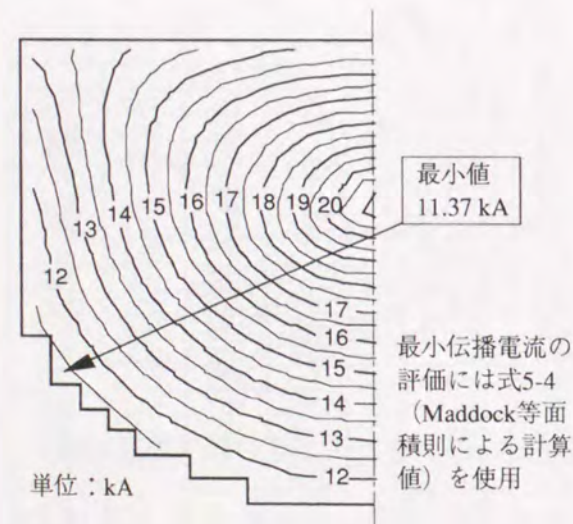 13
14
15
16
17
18
19
20
12
最小値
11.37 kA
17
16
15
14
13
12
最小伝播電流の
評価には式5-4
(Maddock等面
積則による計算
値)を使用
単位：kA